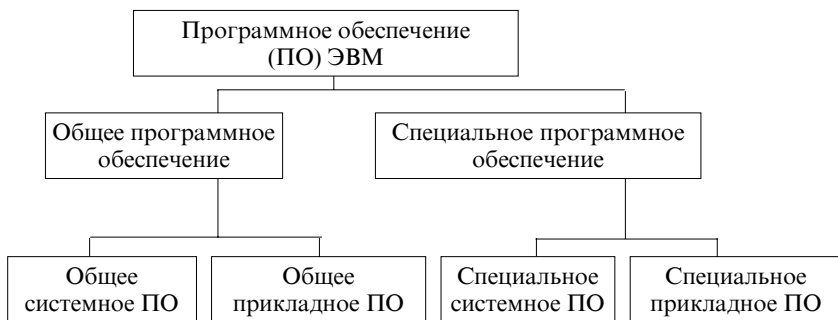 Программное обеспечение
(ПО) ЭВМ
Общее программное
обеспечение
Специальное программное
обеспечение
Общее
системное ПО
Общее
прикладное ПО
Специальное
системное ПО
Специальное
прикладное ПО